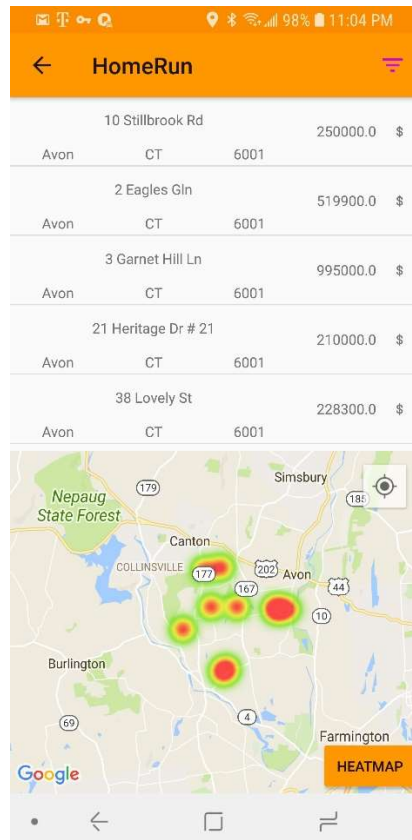 98% 11:04 PM
HomeRun
10 Stillbrook Rd
250000.0 $
Avon CT 6001
2 Eagles Gln
519900.0 $
Avon CT 6001
3 Garnet Hill Ln
995000.0 $
Avon CT 6001
21 Heritage Dr # 21
210000.0 $
Avon CT 6001
38 Lovely St
228300.0 $
Avon CT 6001
Simsbury
179
185
Nepaug
State Forest
Canton
COLLINSVILLE
177
202
Avon
44
167
10
Burlington
69
4
Farmington
Google
HEATMAP